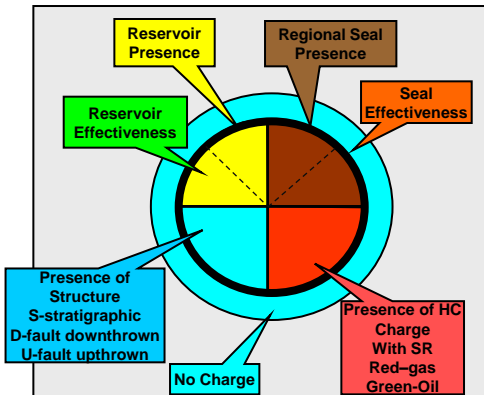 Reservoir
Presence
Regional Seal
Presence
Reservoir
Effectiveness
Seal
Effectiveness
Presence of
Structure
S-stratigraphic
D-fault downthrown
U-fault upthrown
No Charge
Presence of HC
Charge
With SR
Red–gas
Green-Oil